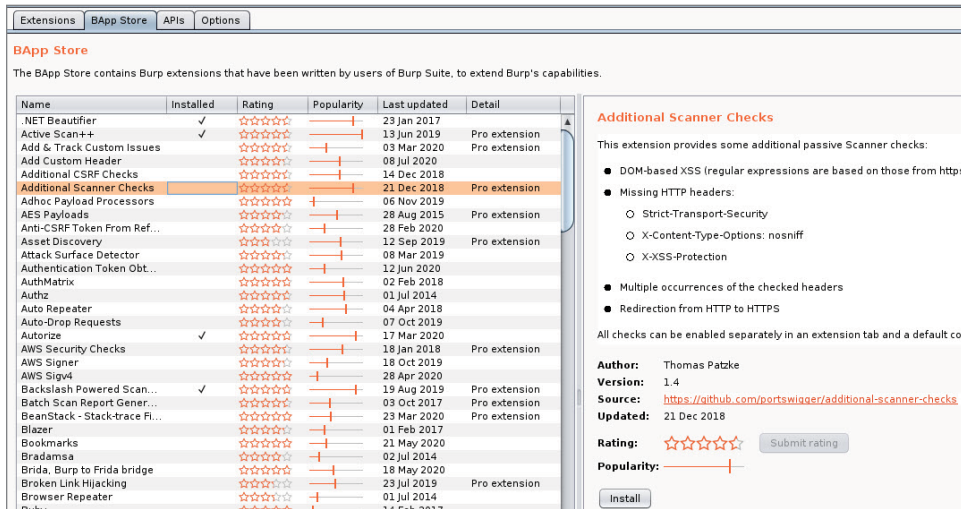 Extensions BApp Store APIs Options
BApp Store
The BApp Store contains Burp extensions that have been written by users of Burp Suite, to extend Burp's capabilities.
Name Installed Rating Popularity Last updated Detail
.NET Beautifier ✓ 23 Jan 2017
Active Scan++ ✓ 13 Jun 2019 Pro extension
Add & Track Custom Issues 03 Mar 2020 Pro extension
Add Custom Header 08 Jul 2020
Additional CSRF Checks 14 Dec 2018
Additional Scanner Checks 21 Dec 2018 Pro extension
Adhoc Payload Processors 06 Nov 2019
AES Payloads 28 Aug 2015 Pro extension
Anti-CSRF Token From Ref... 28 Feb 2020
Asset Discovery 12 Sep 2019 Pro extension
Attack Surface Detector 08 Mar 2019
Authentication Token Obt... 12 Jun 2020
AuthMatrix 02 Feb 2018
Authz 01 Jul 2014
Auto Repeater 04 Apr 2018
Auto-Drop Requests 07 Oct 2019
Autorize ✓ 17 Mar 2020
AWS Security Checks 18 Jan 2018 Pro extension
AWS Signer 18 Oct 2019
AWS Sigv4 28 Apr 2020
Backslash Powered Scan... ✓ 19 Aug 2019 Pro extension
Batch Scan Report Gener... 03 Oct 2017 Pro extension
BeanStack - Stack-trace Fi... 23 Mar 2020 Pro extension
Blazer 01 Feb 2017
Bookmarks 21 May 2020
Bradamsa 02 Jul 2014
Brida, Burp to Frida bridge 18 May 2020
Broken Link Hijacking 23 Jul 2019 Pro extension
Browser Repeater 01 Jul 2014
Additional Scanner Checks
This extension provides some additional passive Scanner checks:
DOM-based XSS (regular expressions are based on those from https
Missing HTTP headers:
Strict-Transport-Security
X-Content-Type-Options: nosniff
X-XSS-Protection
Multiple occurrences of the checked headers
Redirection from HTTP to HTTPS
All checks can be enabled separately in an extension tab and a default co
Author: Thomas Patzke
Version: 1.4
Source: https://github.com/portswigger/additional-scanner-checks
Updated: 21 Dec 2018
Rating: Submit rating
Popularity:
Install